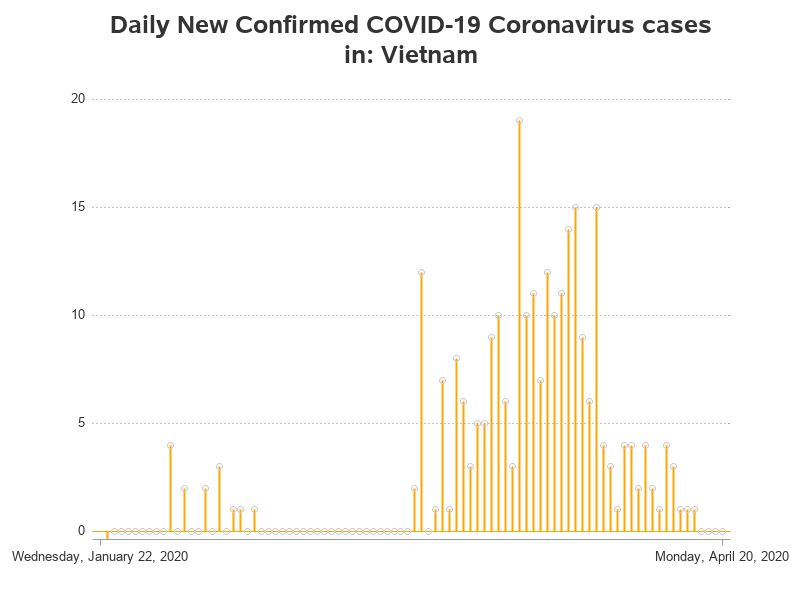 Daily New Confirmed COVID-19 Coronavirus cases
in: Vietnam
20
15
10
5
0
Wednesday, January 22, 2020
Monday, April 20, 2020